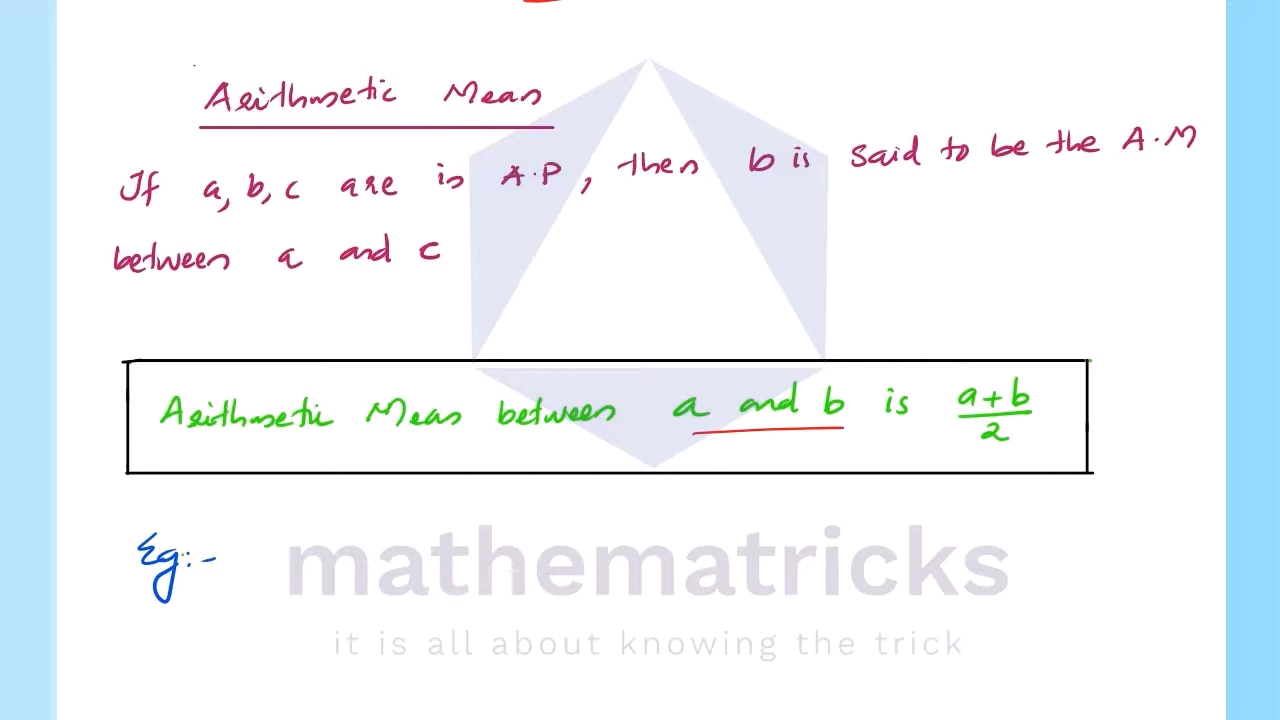 Arithmetic Mean
If a, b, c are in A.P, then b is said to be the A.M
between a and c
Arithmetic Mean between a and b is a+b/2
Eg:-
mathematricks
it is all about knowing the trick